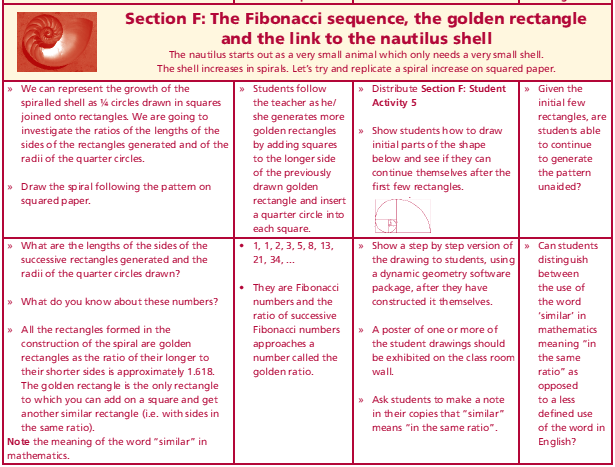 Section F: The Fibonacci sequence, the golden rectangle
and the link to the nautilus shell
The nautilus starts out as a very small animal which only needs a very small shell.
The shell increases in spirals. Let's try and replicate a spiral increase on squared paper.
» We can represent the growth of the
spiralled shell as ¼ circles drawn in squares
joined onto rectangles. We are going to
investigate the ratios of the lengths of the
sides of the rectangles generated and of the
radii of the quarter circles.
» Draw the spiral following the pattern on
squared paper.
» Students follow
the teacher as he/
she generates more
golden rectangles
by adding squares
to the longer side
of the previously
drawn golden
rectangle and insert
a quarter circle into
each square.
» Distribute Section F: Student
Activity 5
» Show students how to draw
initial parts of the shape
below and see if they can
continue themselves after the
first few rectangles.
» Given the
initial few
rectangles, are
students able
to continue
to generate
the pattern
unaided?
» What are the lengths of the sides of the
successive rectangles generated and the
radii of the quarter circles drawn?
» What do you know about these numbers?
» All the rectangles formed in the
construction of the spiral are golden
rectangles as the ratio of their longer to
their shorter sides is approximately 1.618.
The golden rectangle is the only rectangle
to which you can add on a square and get
another similar rectangle (i.e. with sides in
the same ratio).
Note the meaning of the word "similar" in
mathematics.
• 1, 1, 2, 3, 5, 8, 13,
21, 34, ...
• They are Fibonacci
numbers and the
ratio of successive
Fibonacci numbers
approaches a
number called the
golden ratio.
» Show a step by step version of
the drawing to students, using
a dynamic geometry software
package, after they have
constructed it themselves.
» A poster of one or more of
the student drawings should
be exhibited on the class room
wall.
» Ask students to make a note
in their copies that "similar"
means "in the same ratio".
» Can students
distinguish
between
the use of
the word
'similar' in
mathematics
meaning "in
the same
ratio" as
opposed
to a less
defined use
of the word in
English?